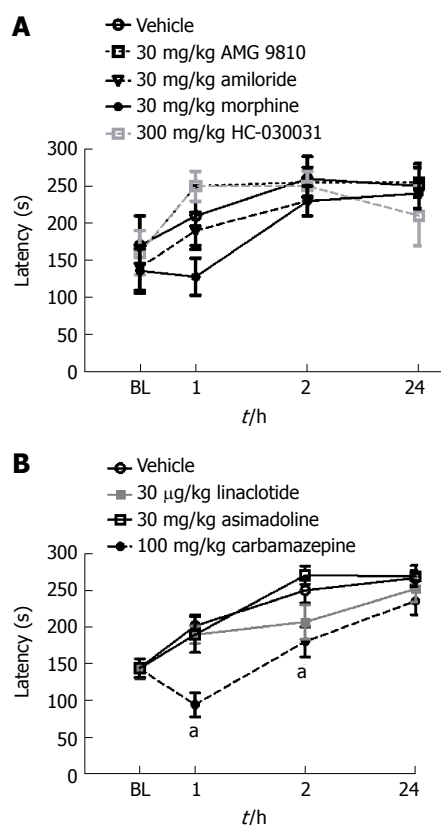 A
Vehicle
30 mg/kg AMG 9810
30 mg/kg amiloride
30 mg/kg morphine
300 mg/kg HC-030031
300
250
200
150
100
50
0
Latency (s)
BL 1 2 24
t/h
B
Vehicle
30 µg/kg linaclotide
30 mg/kg asimadoline
100 mg/kg carbamazepine
300
250
200
150
100
50
0
Latency (s)
a
a
BL 1 2 24
t/h